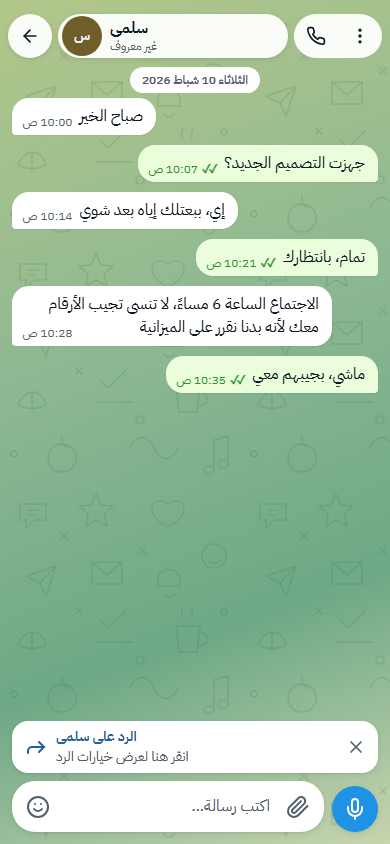 سلمى
س
غير معروف
الثلاثاء 10 شباط 2026
صباح الخير
10:00 ص
جهزت التصميم الجديد؟
10:07 ص
إي، ببعتلك إياه بعد شوي
10:14 ص
تمام، بانتظارك
10:21 ص
الاجتماع الساعة 6 مساءً، لا تنسى تجيب الأرقام
معك لأنه بدنا نقرر على الميزانية
10:28 ص
ماشي، بجيبهم معي
10:35 ص
الرد على سلمى
انقر هنا لعرض خيارات الرد
اكتب رسالة...